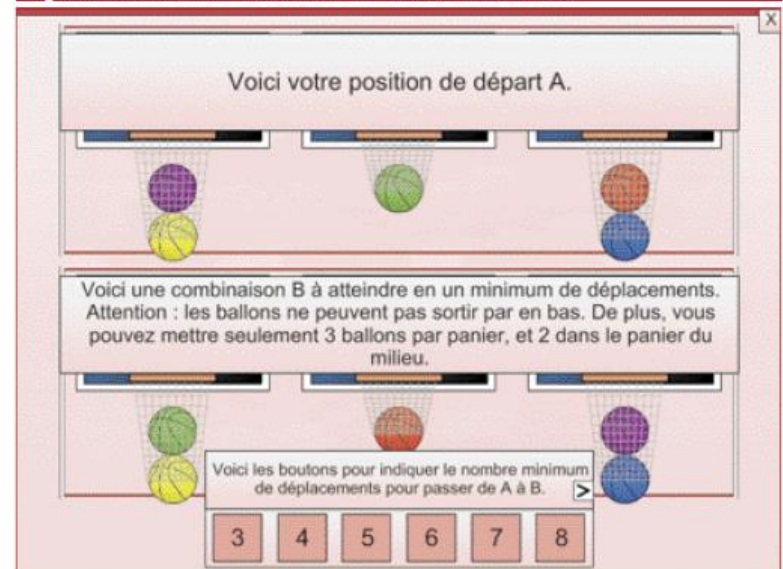 X
Voici votre position de départ A.
Voici une combinaison B à atteindre en un minimum de déplacements.
Attention : les ballons ne peuvent pas sortir par en bas. De plus, vous
pouvez mettre seulement 3 ballons par panier, et 2 dans le panier du
milieu.
Voici les boutons pour indiquer le nombre minimum
de déplacements pour passer de A à B. >
3 4 5 6 7 8